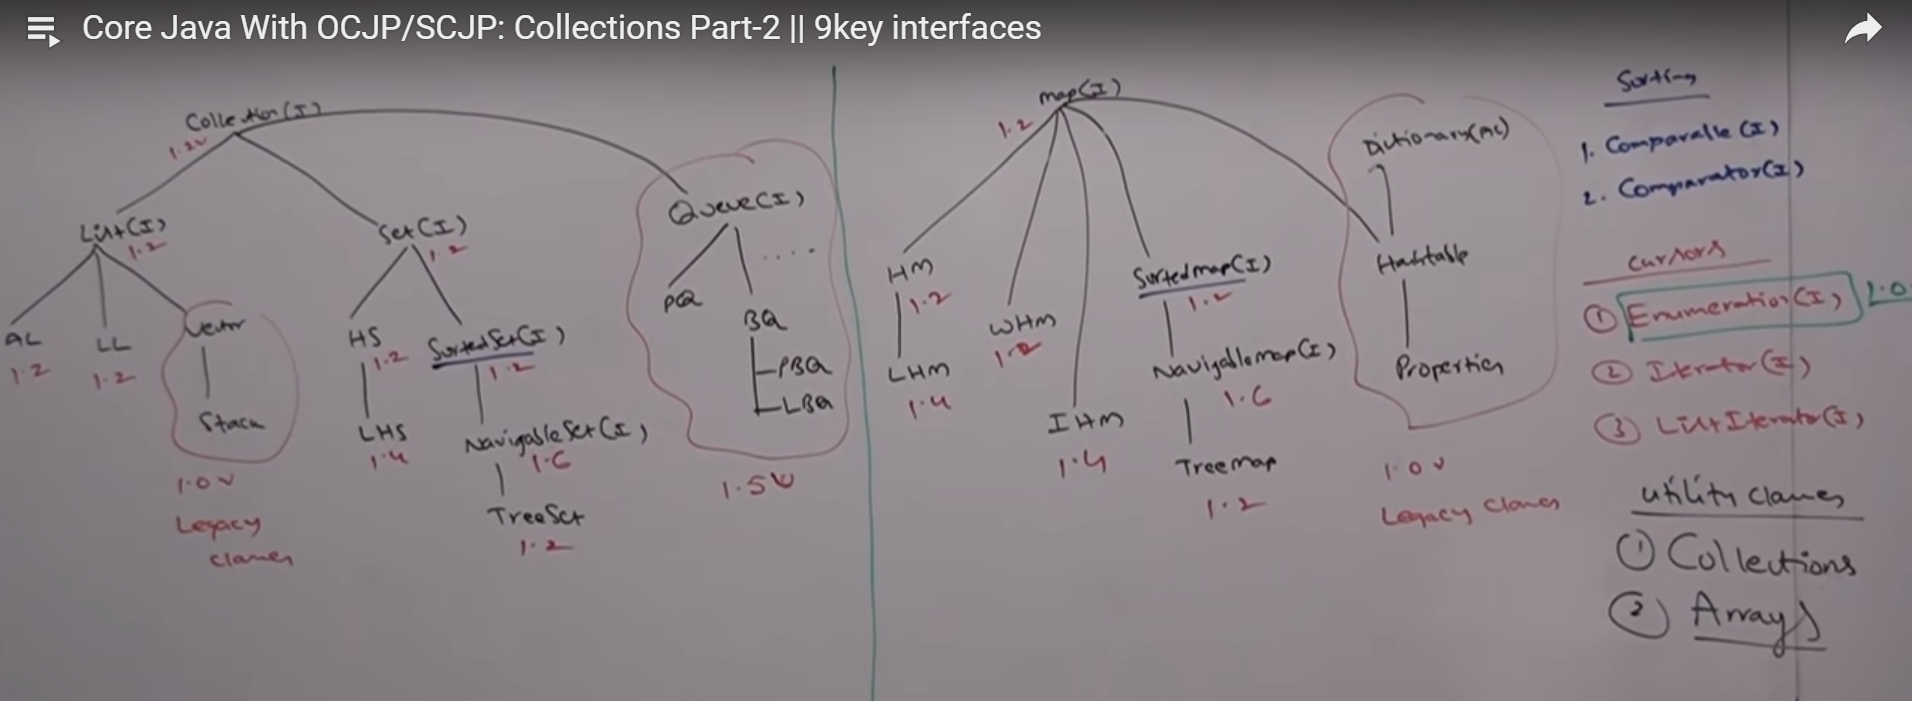 Core Java With OCJP/SCJP: Collections Part-2 || 9key interfaces
Collection(I)
1.2v
List(I)
1.2
AL
1.2
LL
1.2
Vector
Stack
1.0v
Legacy
classes
Set(I)
1.2
HS
1.2
LHS
1.4
SortedSet(I)
1.2
NavigableSet(I)
1.6
TreeSet
1.2
Queue(I)
....
PQ
BQ
PBQ
LBQ
1.5v
map(I)
1.2
HM
1.2
LHM
1.4
WHM
1.2
IHM
1.4
Sortedmap(I)
1.2
Navigablemap(I)
1.6
Treemap
1.2
Dictionary(AC)
Hashtable
Properties
1.0v
Legacy classes
Sorting
1. Comparable(I)
2. Comparator(I)
cursors
① Enumeration(I) 1.0
② Iterator(I)
③ ListIterator(I)
utility classes
① Collections
② Arrays